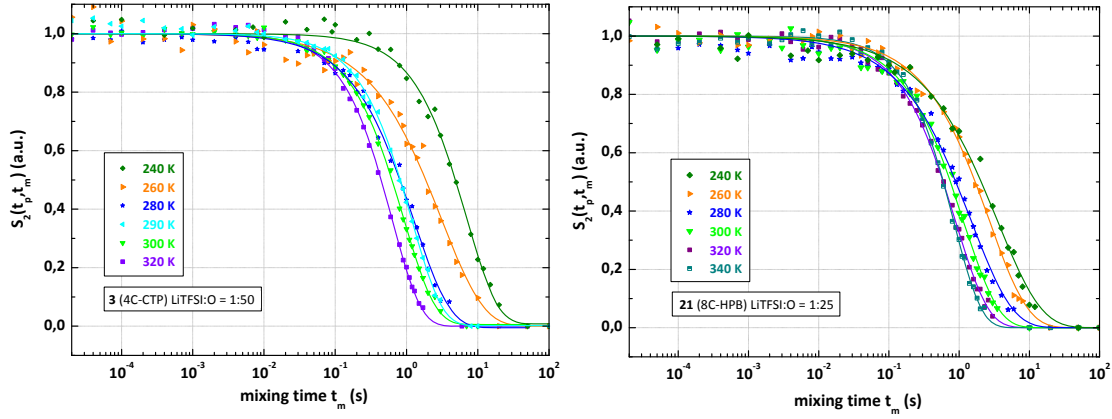 1,0
0,8
0,6
0,4
0,2
0,0
S2(tp,tm) (a.u.)
240 K
260 K
280 K
290 K
300 K
320 K
3 (4C-CTP) LiTFSI:O = 1:50
10-4 10-3 10-2 10-1 100 101 102
mixing time tm (s)
1,0
0,8
0,6
0,4
0,2
0,0
S2(tp,tm) (a.u.)
240 K
260 K
280 K
300 K
320 K
340 K
21 (8C-HPB) LiTFSI:O = 1:25
10-4 10-3 10-2 10-1 100 101 102
mixing time tm (s)